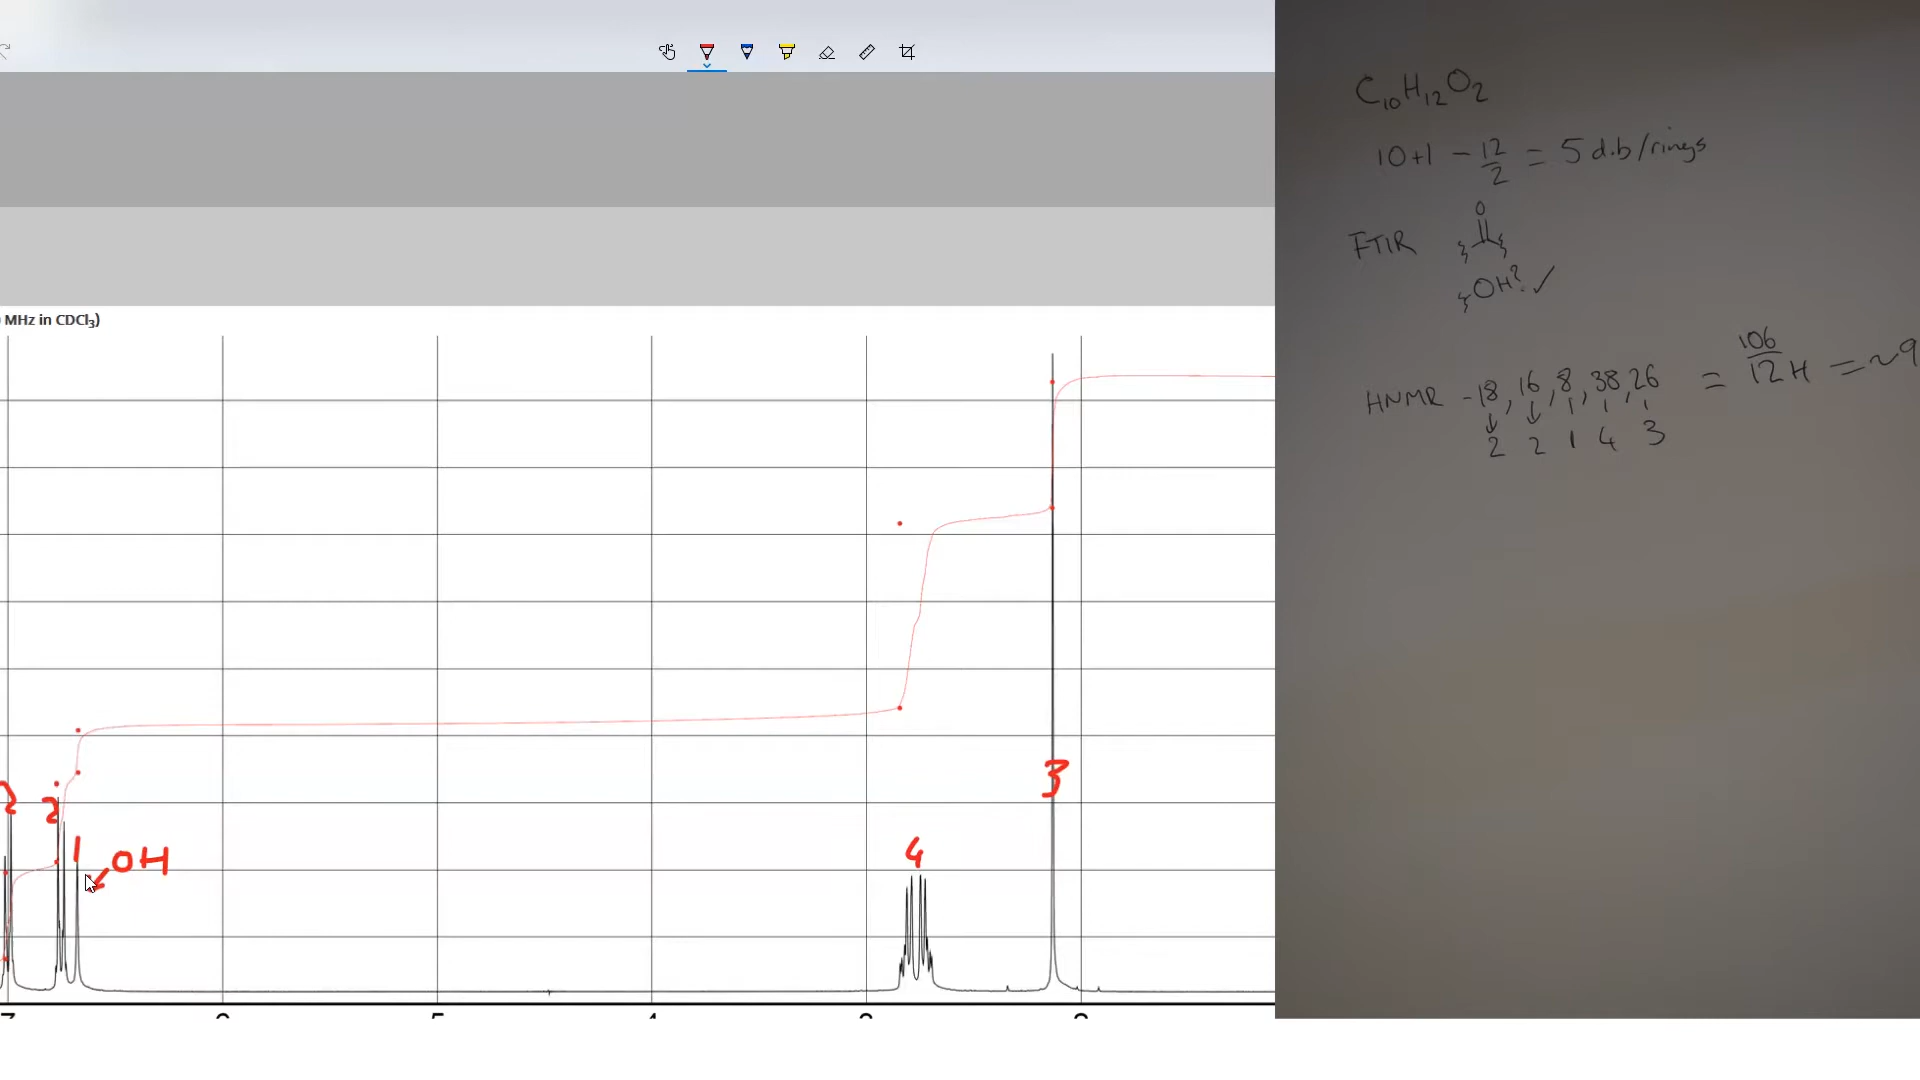 MHz in CDCl3)
2
2
1
OH
4
3
7
C10H12O2
10+1 - 12/2 = 5 d.b/rings
O
FTIR
OH? ✓
HNMR -18, 16, 8, 38, 26 = 106/12H = ~9
2 2 1 4 3